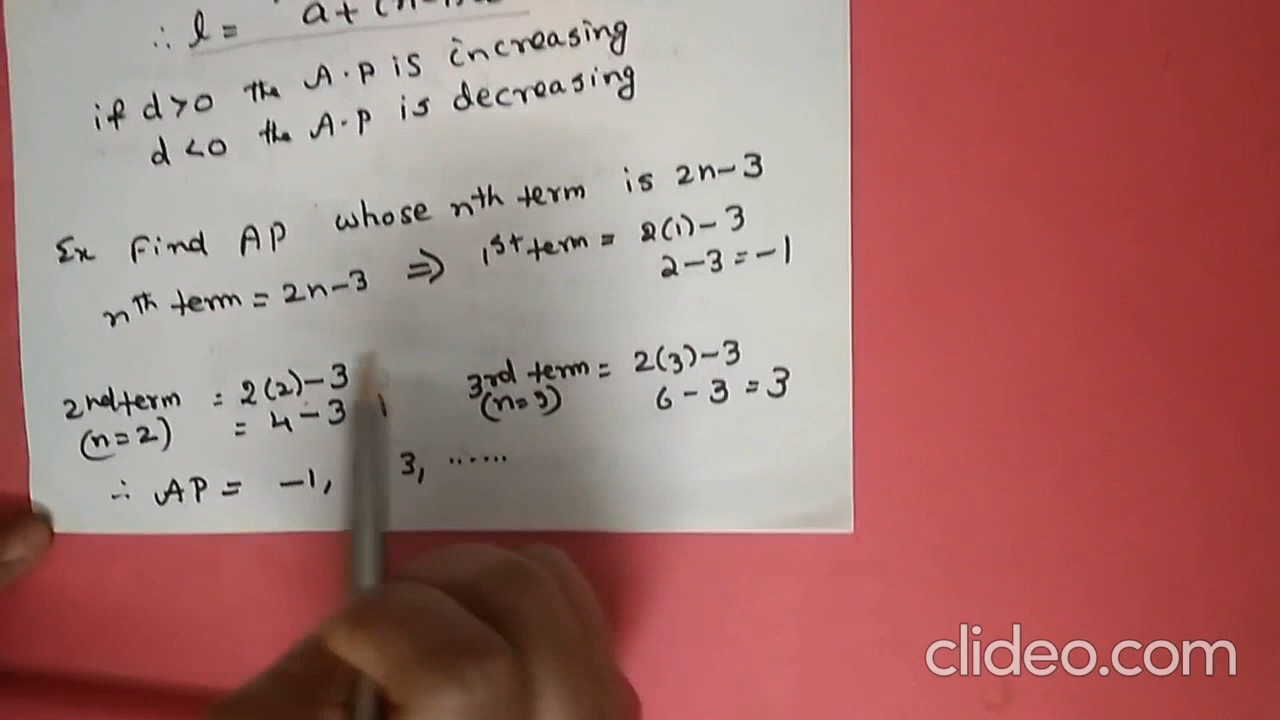 ∴ l = a + (n-1)
if d>0 the A.P is increasing
d<0 the A.P is decreasing
Ex Find AP whose nth term is 2n-3
nth term = 2n-3 ⇒ 1st term = 2(1)-3
2-3 = -1
2nd term = 2(2)-3
(n=2) = 4-3 1
3rd term = 2(3)-3
(n=3) 6-3 = 3
∴ AP = -1, 3, ......
clideo.com